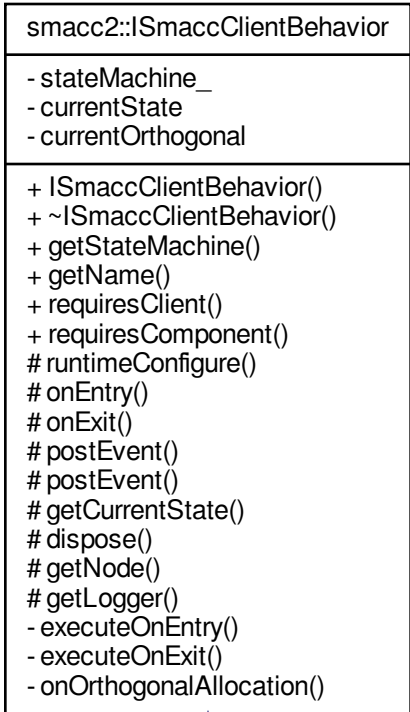 smacc2::ISmaccClientBehavior
- stateMachine_
- currentState
- currentOrthogonal
+ ISmaccClientBehavior()
+ ~ISmaccClientBehavior()
+ getStateMachine()
+ getName()
+ requiresClient()
+ requiresComponent()
# runtimeConfigure()
# onEntry()
# onExit()
# postEvent()
# postEvent()
# getCurrentState()
# dispose()
# getNode()
# getLogger()
- executeOnEntry()
- executeOnExit()
- onOrthogonalAllocation()